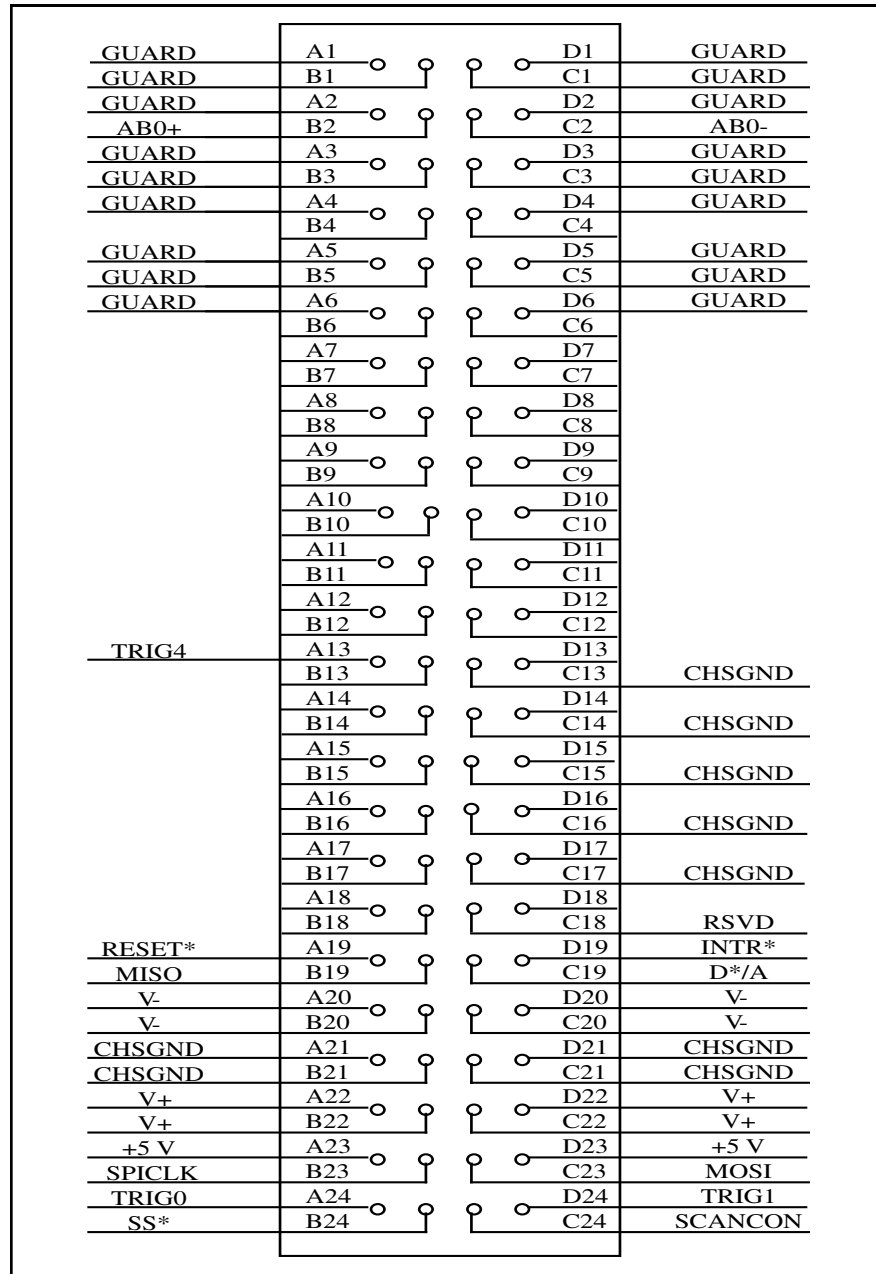 GUARD A1 D1 GUARD
GUARD B1 C1 GUARD
GUARD A2 D2 GUARD
AB0+ B2 C2 AB0-
GUARD A3 D3 GUARD
GUARD B3 C3 GUARD
GUARD A4 D4 GUARD
B4 C4
GUARD A5 D5 GUARD
GUARD B5 C5 GUARD
GUARD A6 D6 GUARD
B6 C6
A7 D7
B7 C7
A8 D8
B8 C8
A9 D9
B9 C9
A10 D10
B10 C10
A11 D11
B11 C11
A12 D12
B12 C12
TRIG4 A13 D13
B13 C13 CHSGND
A14 D14
B14 C14 CHSGND
A15 D15
B15 C15 CHSGND
A16 D16
B16 C16 CHSGND
A17 D17
B17 C17 CHSGND
A18 D18
B18 C18 RSVD
RESET* A19 D19 INTR*
MISO B19 C19 D*/A
V- A20 D20 V-
V- B20 C20 V-
CHSGND A21 D21 CHSGND
CHSGND B21 C21 CHSGND
V+ A22 D22 V+
V+ B22 C22 V+
+5 V A23 D23 +5 V
SPICLK B23 C23 MOSI
TRIG0 A24 D24 TRIG1
SS* B24 C24 SCANCON